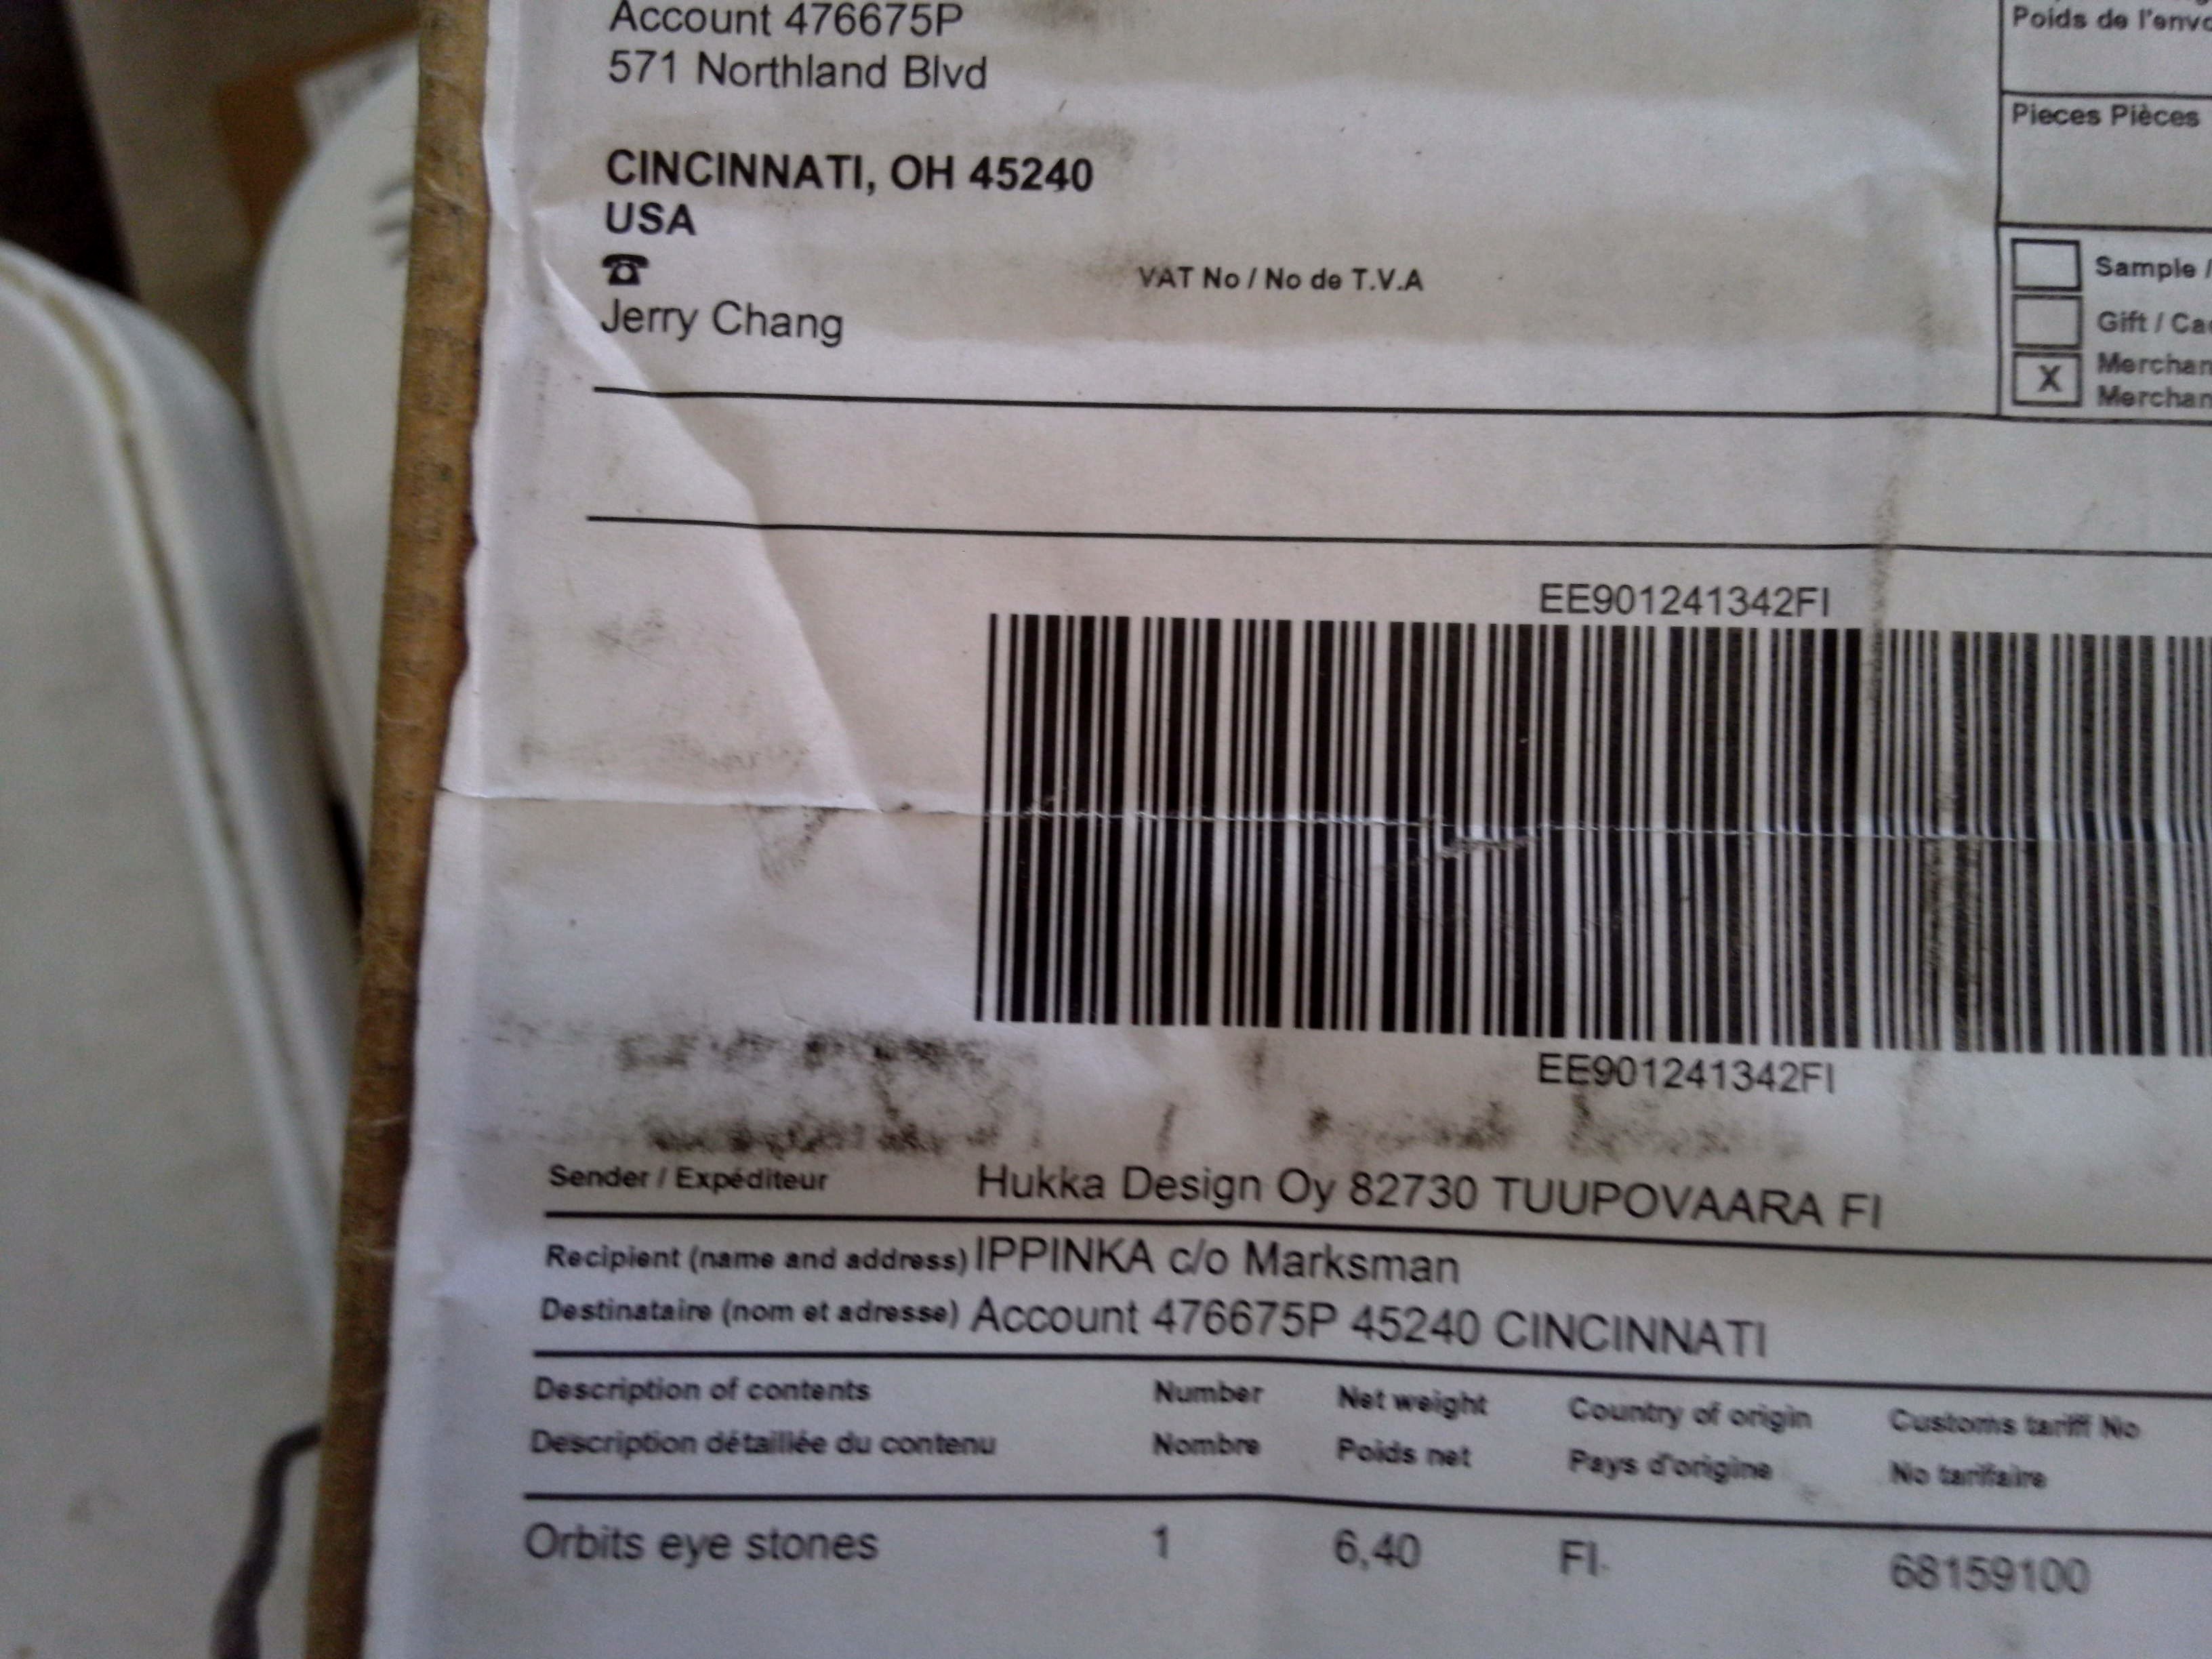 Account 476675P
571 Northland Blvd
Poids de l'envo
Pieces Pièces
CINCINNATI, OH 45240
USA
☎
VAT No / No de T.V.A
Jerry Chang
Sample /
Gift / Ca
X Merchan
Merchan
EE901241342FI
EE901241342FI
Sender / Expéditeur Hukka Design Oy 82730 TUUPOVAARA FI
Recipient (name and address) IPPINKA c/o Marksman
Destinataire (nom et adresse) Account 476675P 45240 CINCINNATI
Description of contents Number Net weight Country of origin Customs tariff No
Description détaillée du contenu Nombre Poids net Pays d'origine No tarifaire
Orbits eye stones 1 6,40 FI 68159100